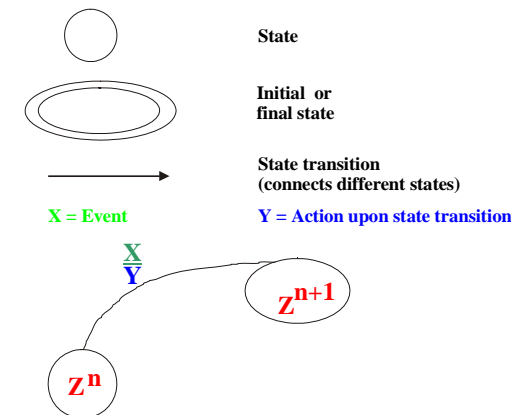 State
Initial or
final state
State transition
(connects different states)
X = Event
Y = Action upon state transition
X
Y
Z^n+1
Z^n